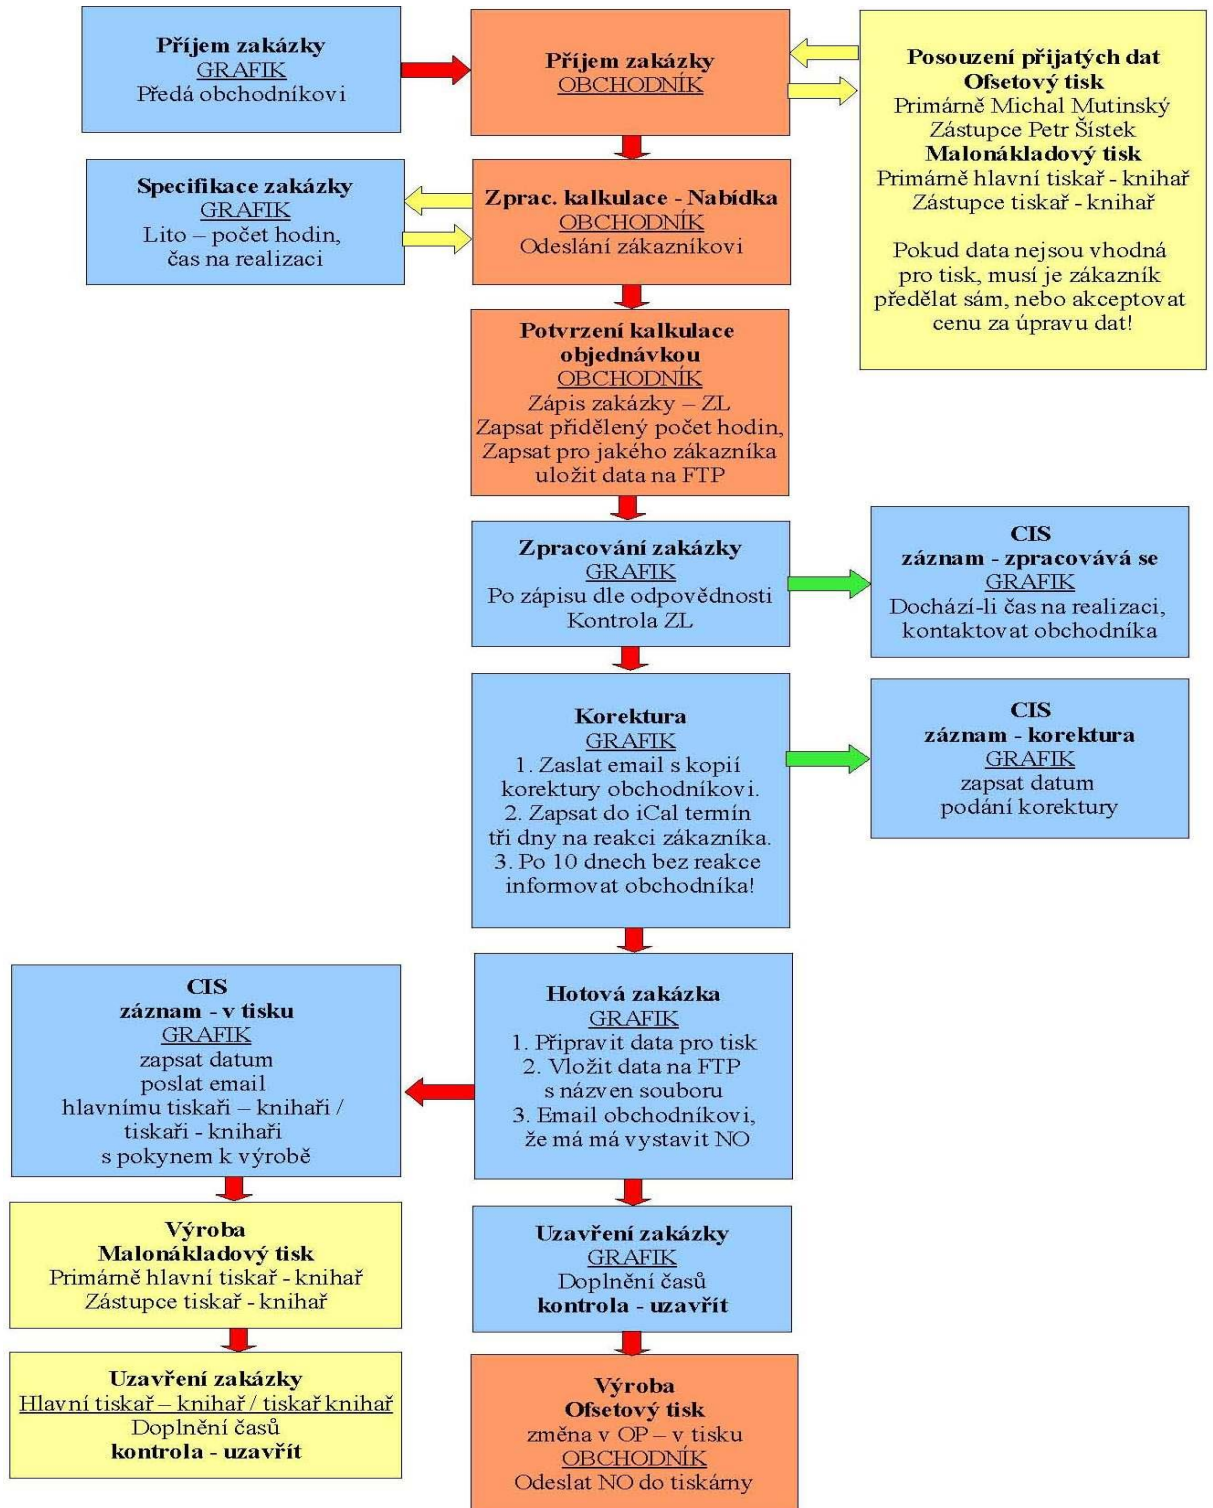 Příjem zakázky
GRAFIK
Předá obchodníkovi
Příjem zakázky
OBCHODNÍK
Posouzení přijatých dat
Ofsetový tisk
Primárně Michal Mutinský
Zástupce Petr Šístek
Malonákladový tisk
Primárně hlavní tiskař - knihař
Zástupce tiskař - knihař
Pokud data nejsou vhodná
pro tisk, musí je zákazník
předělat sám, nebo akceptovat
cenu za úpravu dat!
Specifikace zakázky
GRAFIK
Lito – počet hodin,
čas na realizaci
Zprac. kalkulace - Nabídka
OBCHODNÍK
Odeslání zákazníkovi
Potvrzení kalkulace
objednávkou
OBCHODNÍK
Zápis zakázky – ZL
Zapsat přidělený počet hodin,
Zapsat pro jakého zákazníka
uložit data na FTP
Zpracování zakázky
GRAFIK
Po zápisu dle odpovědnosti
Kontrola ZL
CIS
záznam - zpracovává se
GRAFIK
Dochází-li čas na realizaci,
kontaktovat obchodníka
Korektura
GRAFIK
1. Zaslat email s kopií
korektury obchodníkovi.
2. Zapsat do iCal termín
tři dny na reakci zákazníka.
3. Po 10 dnech bez reakce
informovat obchodníka!
CIS
záznam - korektura
GRAFIK
zapsat datum
podání korektury
CIS
záznam - v tisku
GRAFIK
zapsat datum
poslat email
hlavnímu tiskaři – knihaři /
tiskaři - knihaři
s pokynem k výrobě
Hotová zakázka
GRAFIK
1. Připravit data pro tisk
2. Vložit data na FTP
s názven souboru
3. Email obchodníkovi,
že má má vystavit NO
Výroba
Malonákladový tisk
Primárně hlavní tiskař - knihař
Zástupce tiskař - knihař
Uzavření zakázky
GRAFIK
Doplnění časů
kontrola - uzavřít
Uzavření zakázky
Hlavní tiskař – knihař / tiskař knihař
Doplnění časů
kontrola - uzavřít
Výroba
Ofsetový tisk
změna v OP – v tisku
OBCHODNÍK
Odeslat NO do tiskárny